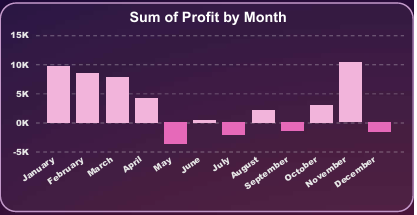 Sum of Profit by Month
15K
10K
5K
0K
-5K
January
February
March
April
May
June
July
August
September
October
November
December